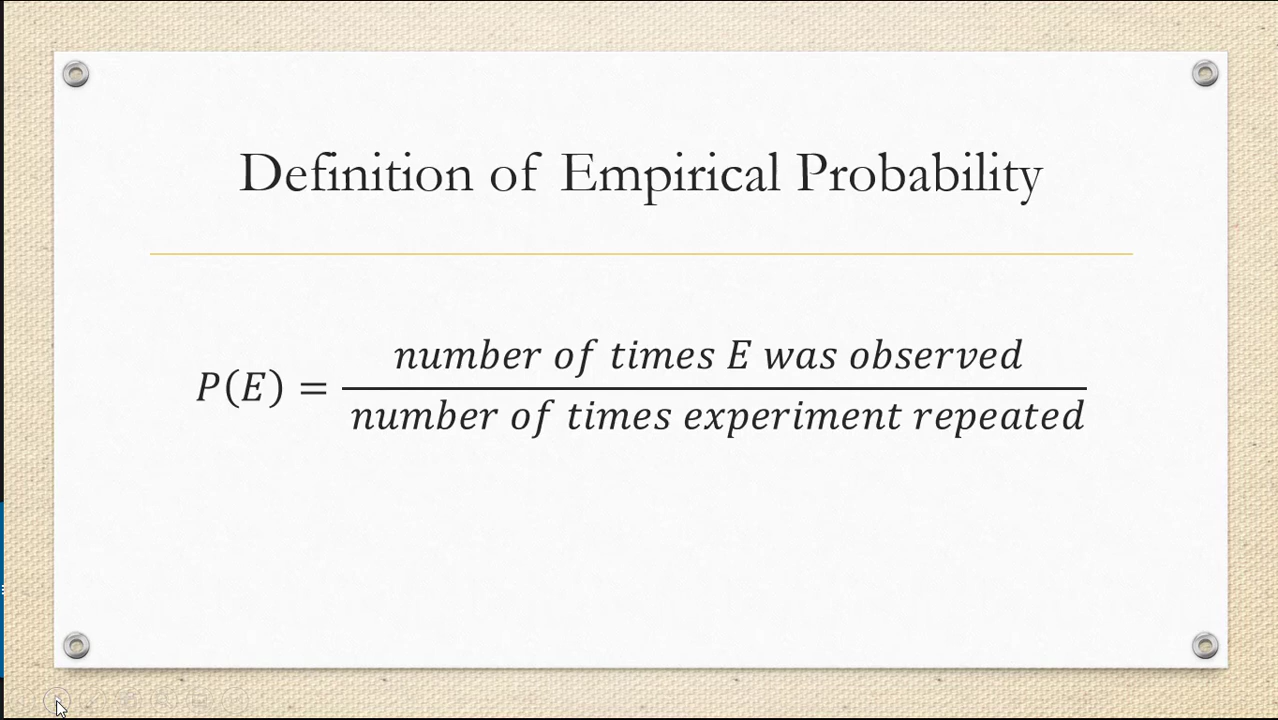 Definition of Empirical Probability
number of times E was observed
P(E) =
number of times experiment repeated